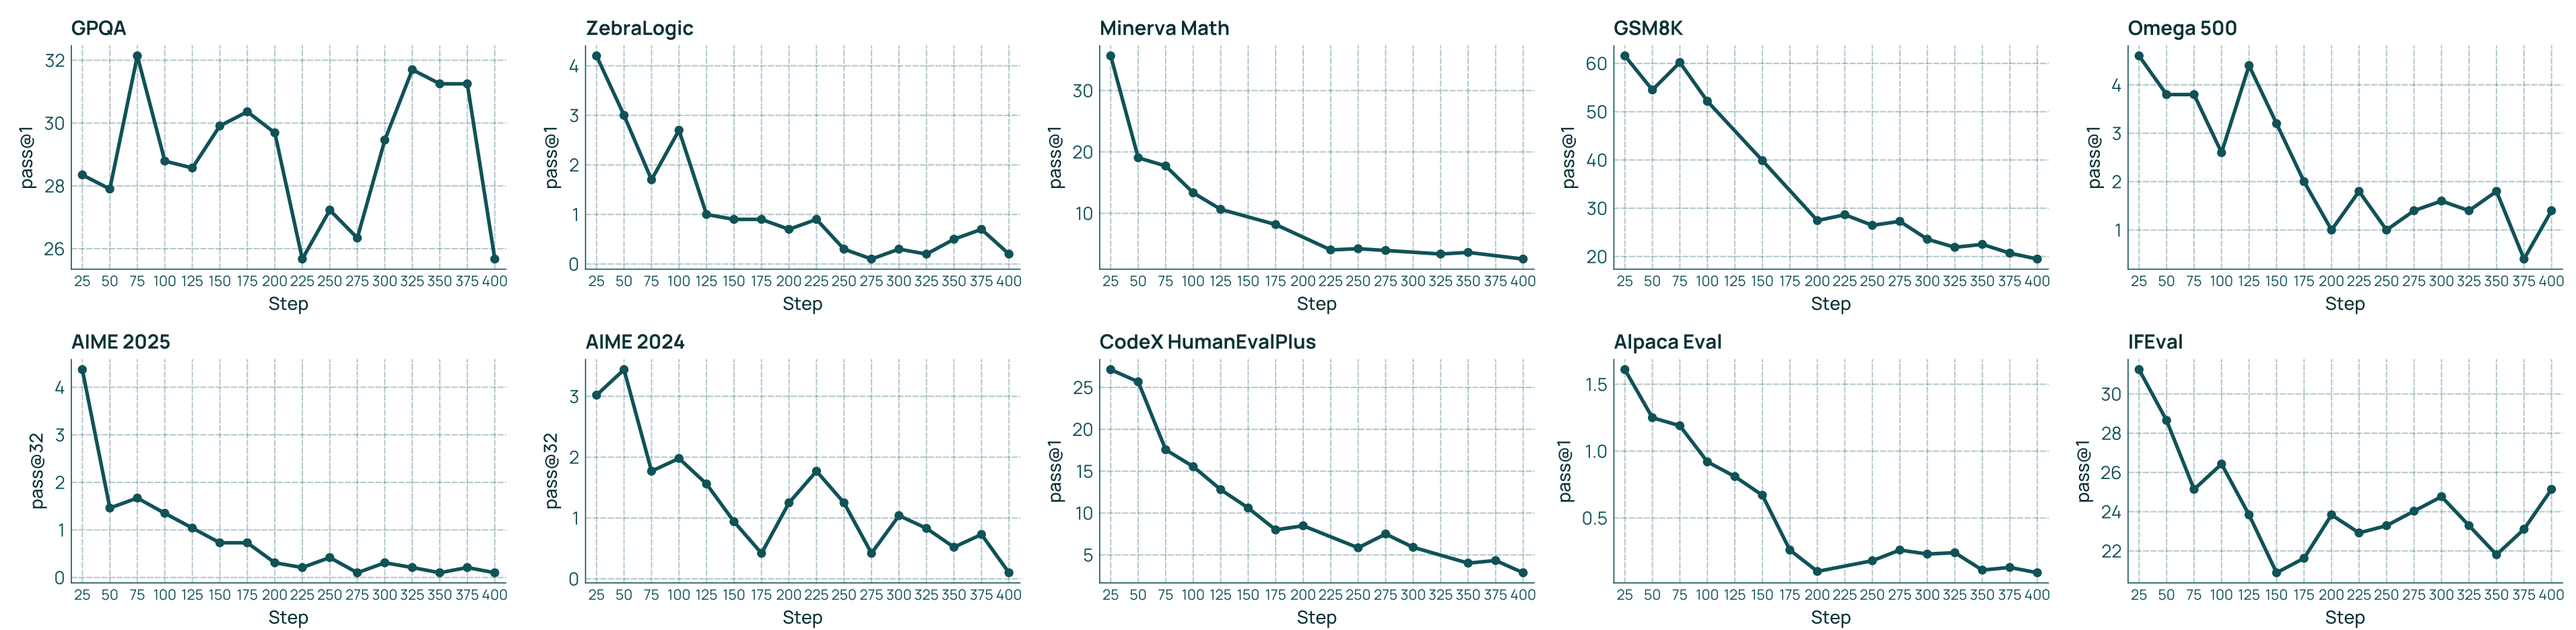 GPQA
32
30
28
26
pass@1
25 50 75 100 125 150 175 200 225 250 275 300 325 350 375 400
Step
ZebraLogic
4
3
2
1
0
pass@1
25 50 75 100 125 150 175 200 225 250 275 300 325 350 375 400
Step
Minerva Math
30
20
10
pass@1
25 50 75 100 125 150 175 200 225 250 275 300 325 350 375 400
Step
GSM8K
60
50
40
30
20
pass@1
25 50 75 100 125 150 175 200 225 250 275 300 325 350 375 400
Step
Omega 500
4
3
2
1
pass@1
25 50 75 100 125 150 175 200 225 250 275 300 325 350 375 400
Step
AIME 2025
4
3
2
1
0
pass@32
25 50 75 100 125 150 175 200 225 250 275 300 325 350 375 400
Step
AIME 2024
3
2
1
0
pass@32
25 50 75 100 125 150 175 200 225 250 275 300 325 350 375 400
Step
CodeX HumanEvalPlus
25
20
15
10
5
pass@1
25 50 75 100 125 150 175 200 225 250 275 300 325 350 375 400
Step
Alpaca Eval
1.5
1.0
0.5
pass@1
25 50 75 100 125 150 175 200 225 250 275 300 325 350 375 400
Step
IFEval
30
28
26
24
22
pass@1
25 50 75 100 125 150 175 200 225 250 275 300 325 350 375 400
Step